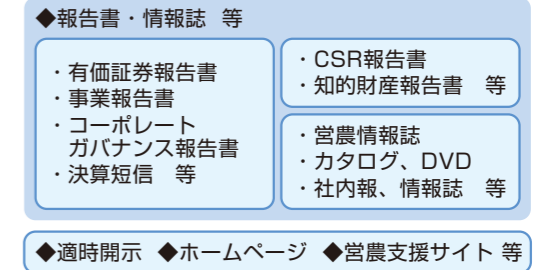 ◆報告書・情報誌 等
・有価証券報告書
・事業報告書
・コーポレート
ガバナンス報告書
・決算短信 等
・CSR報告書
・知的財産報告書 等
・営農情報誌
・カタログ、DVD
・社内報、情報誌 等
◆適時開示 ◆ホームページ ◆営農支援サイト 等